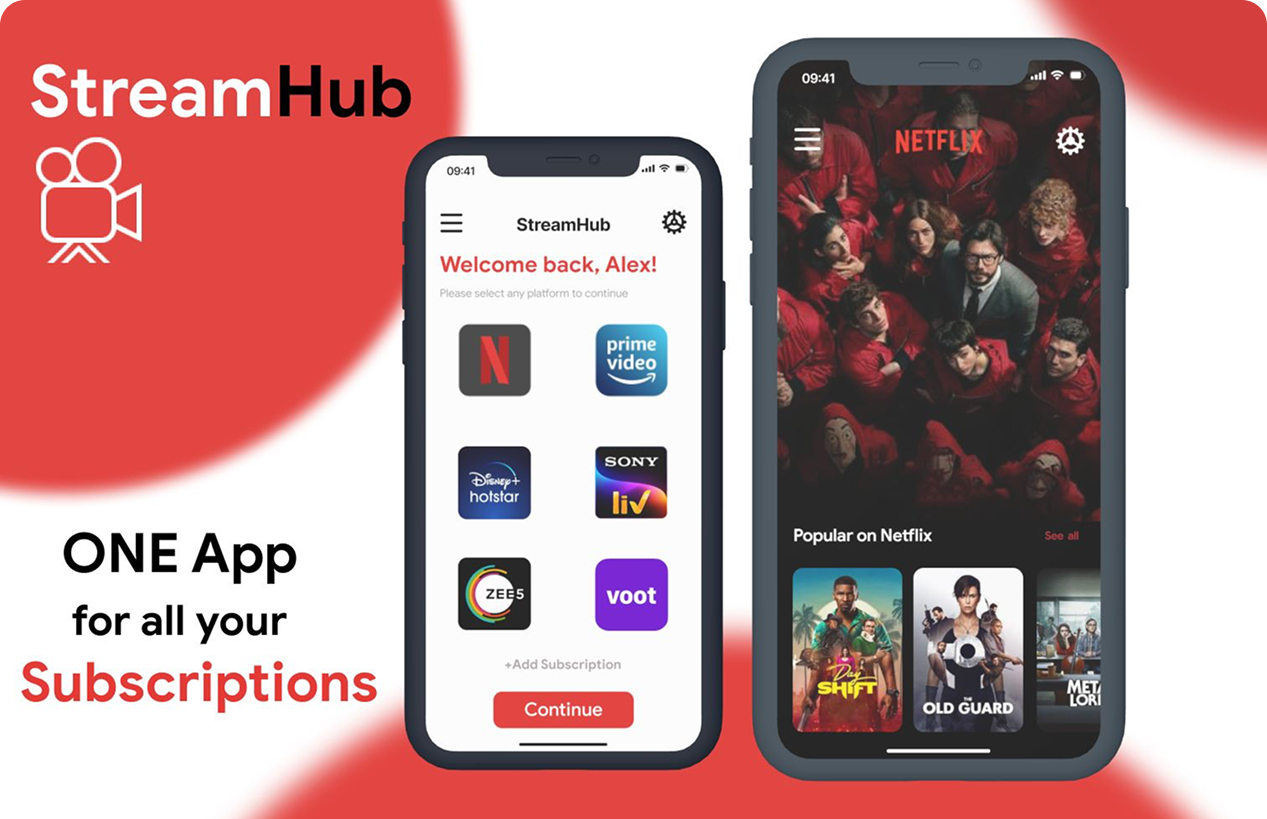 StreamHub
ONE App
for all your
Subscriptions
09:41
StreamHub
Welcome back, Alex!
Please select any platform to continue
N
prime
video
Disney+
hotstar
SONY
liv
ZEE5
voot
+Add Subscription
Continue
09:41
NETFLIX
Popular on Netflix
See all
Day
SHIFT
THE
OLD GUARD
META
LOR